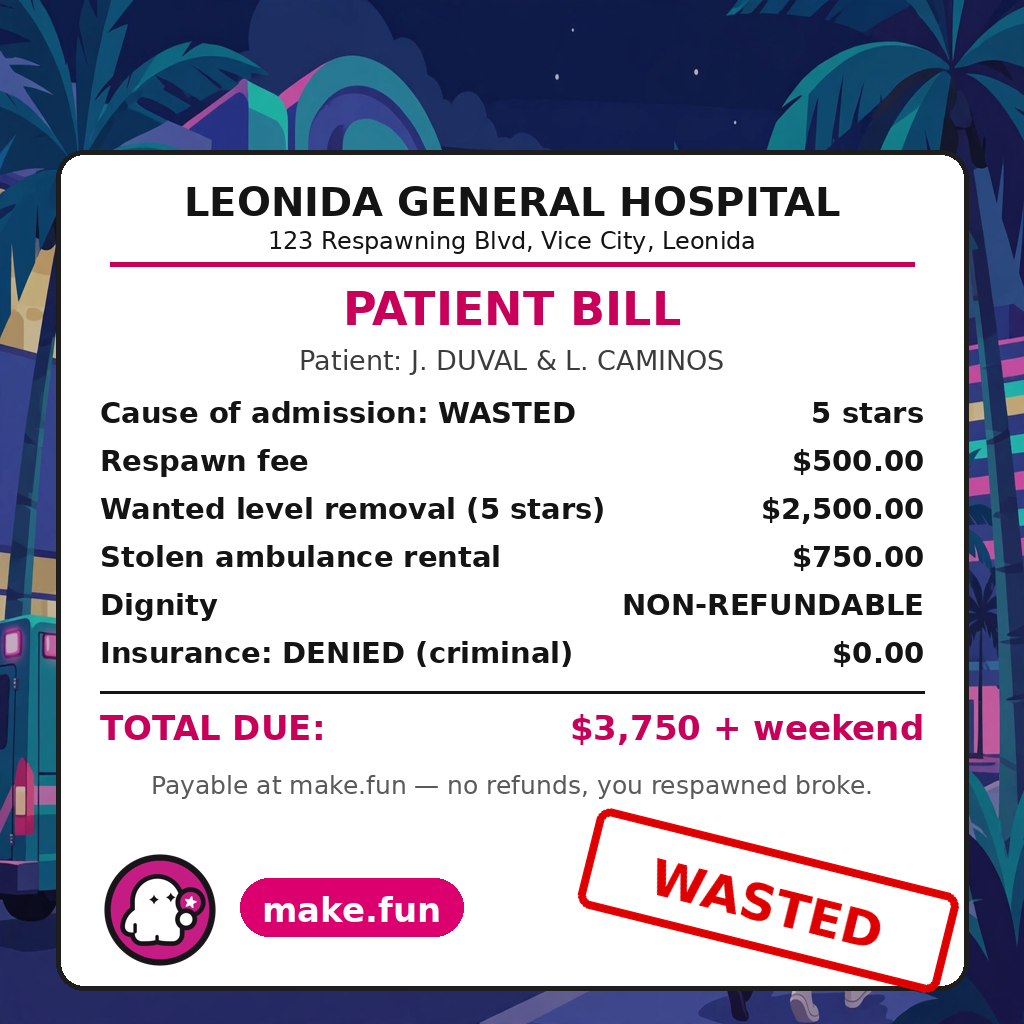 LEONIDA GENERAL HOSPITAL
123 Respawning Blvd, Vice City, Leonida
PATIENT BILL
Patient: J. DUVAL & L. CAMINOS
Cause of admission: WASTED 5 stars
Respawn fee $500.00
Wanted level removal (5 stars) $2,500.00
Stolen ambulance rental $750.00
Dignity NON-REFUNDABLE
Insurance: DENIED (criminal) $0.00
TOTAL DUE: $3,750 + weekend
Payable at make.fun — no refunds, you respawned broke.
make.fun
WASTED